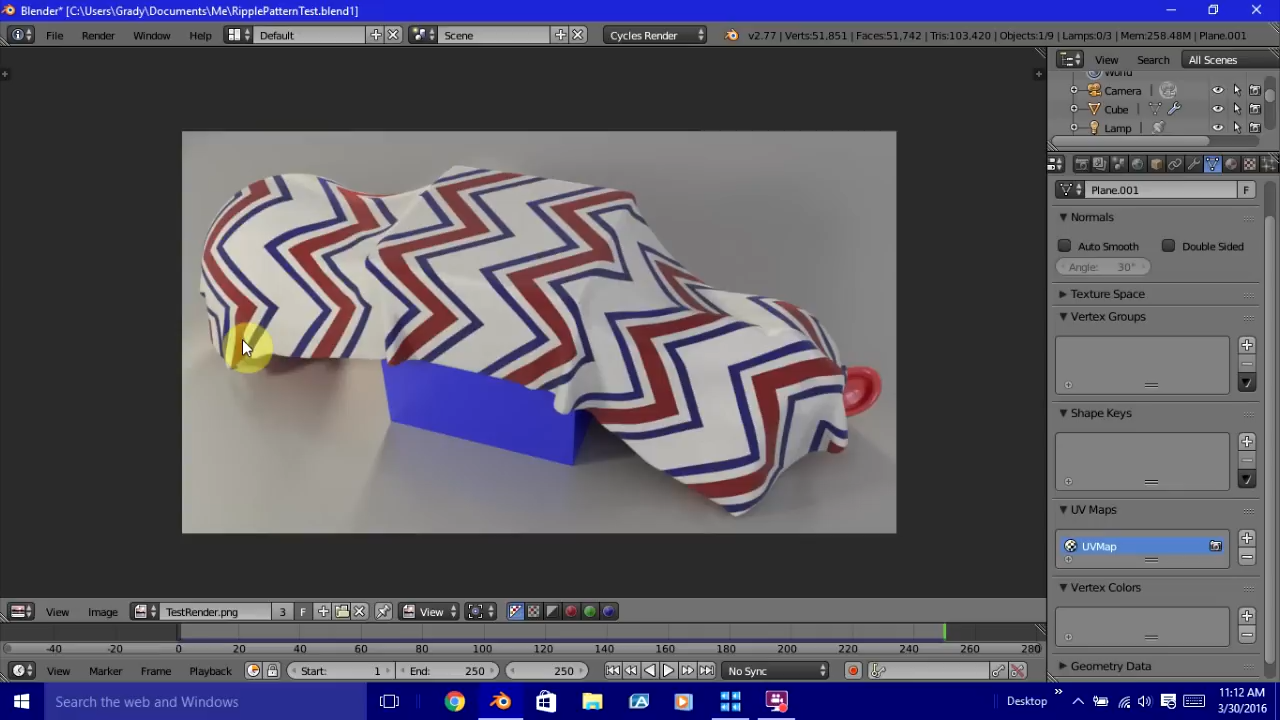 Blender* [C:\Users\Grady\Documents\Me\RipplePatternTest.blend1]
File Render Window Help Default Scene Cycles Render v2.77 | Verts:51,851 | Faces:51,742 | Tris:103,420 | Objects:1/9 | Lamps:0/3 | Mem:258.48M | Plane.001
View Search All Scenes
World
Camera
Cube
Lamp
Plane.001 F
Normals
Auto Smooth Double Sided
Angle: 30°
Texture Space
Vertex Groups
Shape Keys
UV Maps
UVMap
Vertex Colors
Geometry Data
View Image TestRender.png 3 F View
-40 -20 0 20 40 60 80 100 120 140 160 180 200 220 240 260 280
View Marker Frame Playback Start: 1 End: 250 250 No Sync
Search the web and Windows
Desktop »
11:12 AM
3/30/2016